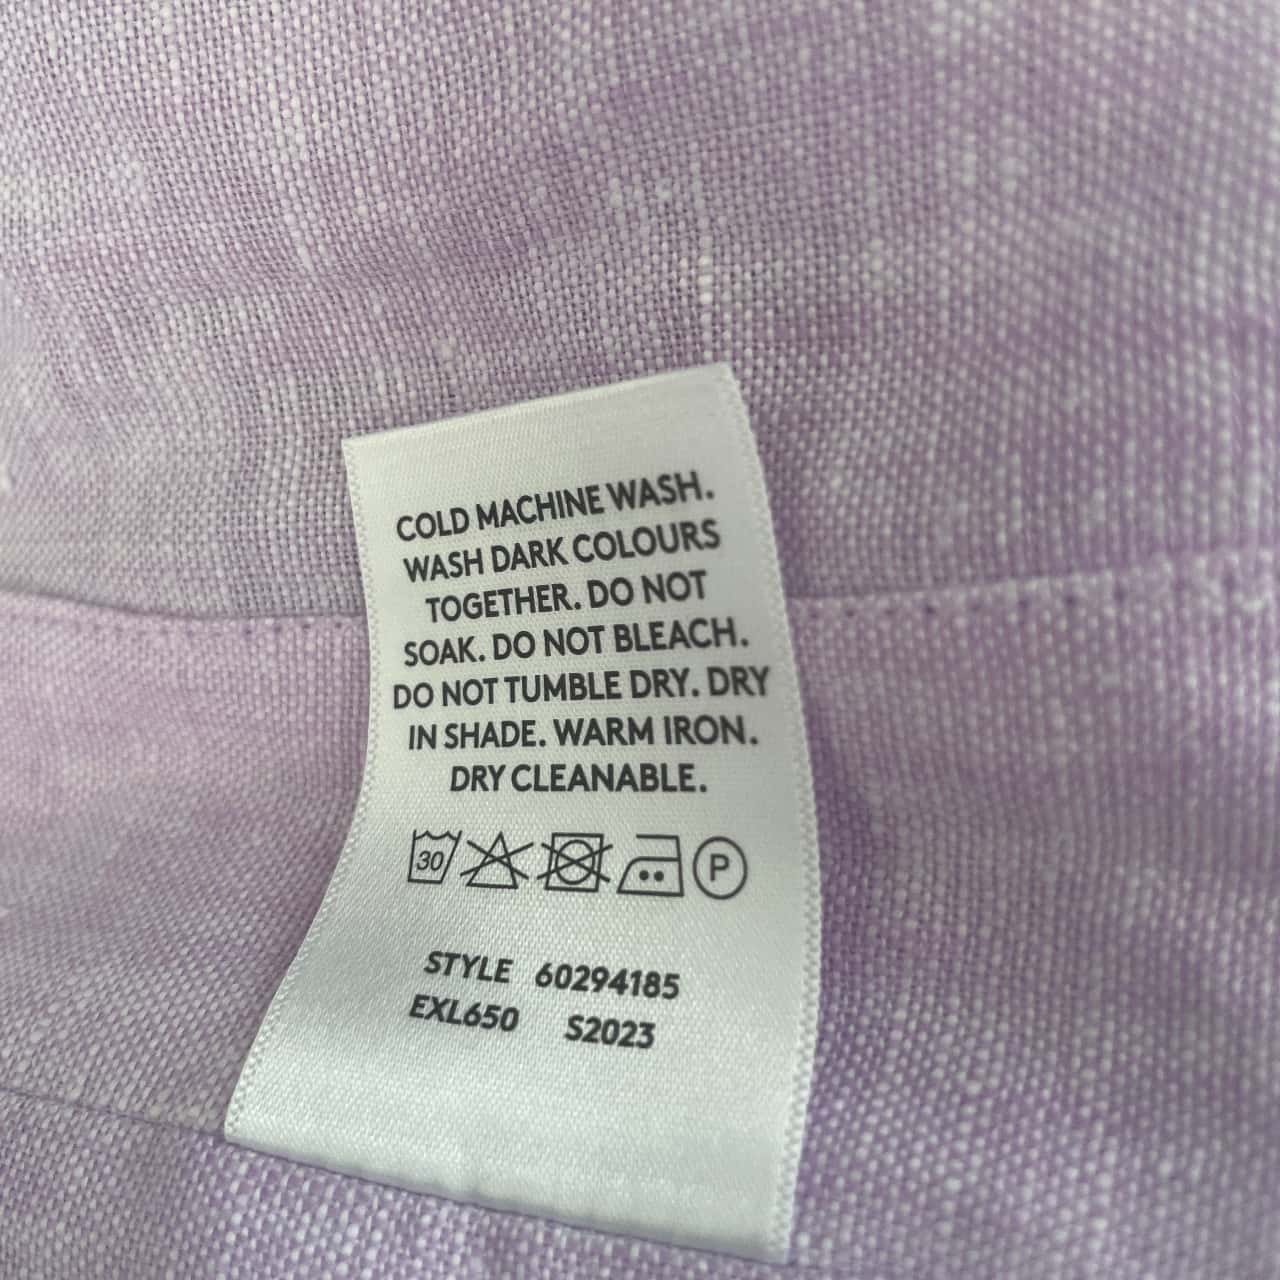 COLD MACHINE WASH.
WASH DARK COLOURS
TOGETHER. DO NOT
SOAK. DO NOT BLEACH.
DO NOT TUMBLE DRY. DRY
IN SHADE. WARM IRON.
DRY CLEANABLE.
30 P
STYLE 60294185
EXL650 S2023